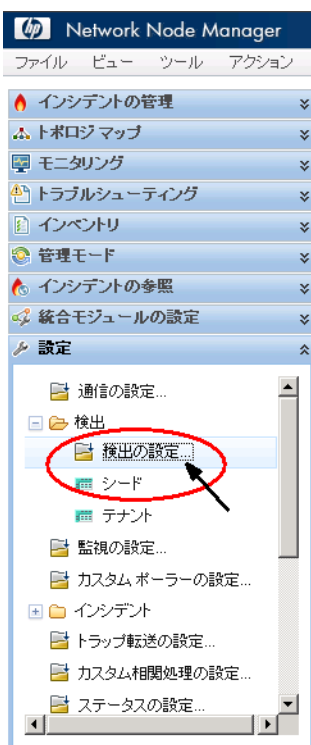 hp Network Node Manager
ファイル ビュー ツール アクション
インシデントの管理
トポロジ マップ
モニタリング
トラブルシューティング
インベントリ
管理モード
インシデントの参照
統合モジュールの設定
設定
通信の設定...
検出
検出の設定...
シード
テナント
監視の設定...
カスタム ポーラーの設定...
インシデント
トラップ転送の設定...
カスタム相関処理の設定...
ステータスの設定...